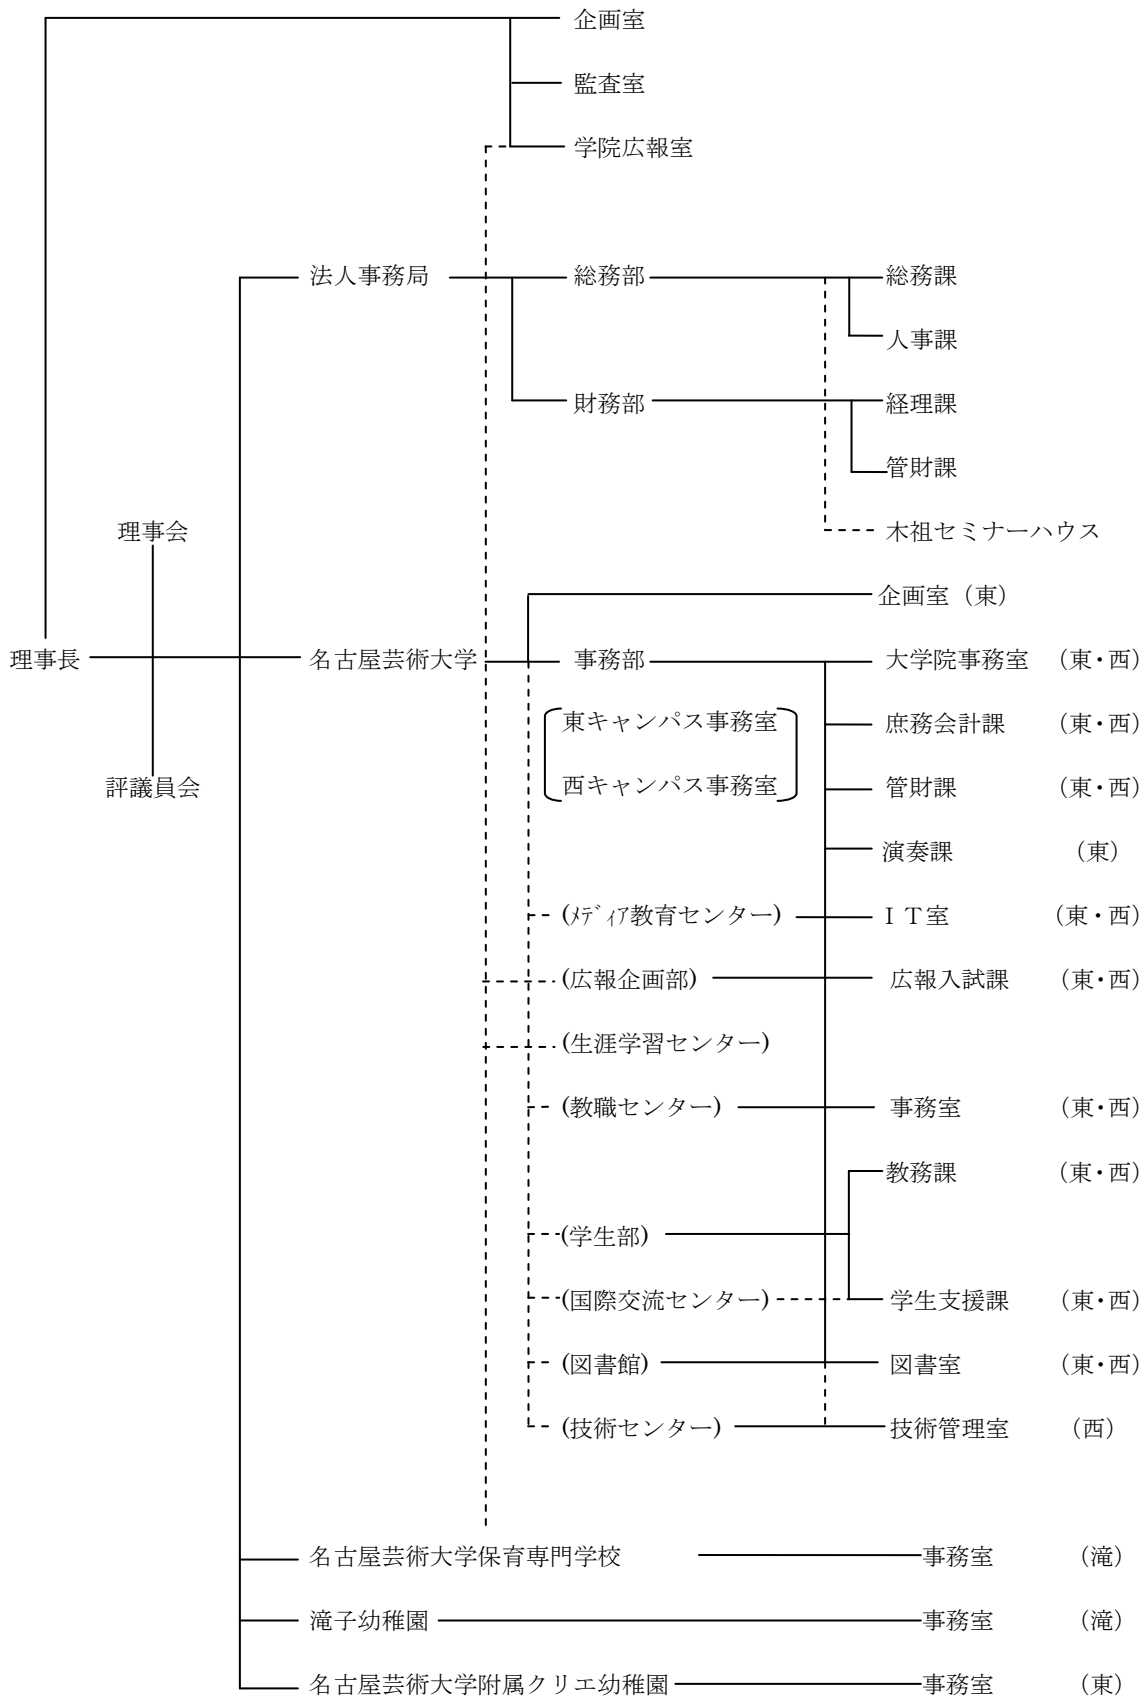 企画室
監査室
学院広報室
法人事務局 総務部 総務課
人事課
財務部 経理課
管財課
理事会 木祖セミナーハウス
企画室（東）
理事長 名古屋芸術大学 事務部 大学院事務室 （東・西）
東キャンパス事務室 庶務会計課 （東・西）
評議員会 西キャンパス事務室 管財課 （東・西）
演奏課 （東）
(ﾒﾃﾞｨｱ教育センター) ＩＴ室 （東・西）
(広報企画部) 広報入試課 （東・西）
(生涯学習センター)
(教職センター) 事務室 （東・西）
教務課 （東・西）
(学生部)
(国際交流センター) 学生支援課 （東・西）
(図書館) 図書室 （東・西）
(技術センター) 技術管理室 （西）
名古屋芸術大学保育専門学校 事務室 （滝）
滝子幼稚園 事務室 （滝）
名古屋芸術大学附属クリエ幼稚園 事務室 （東）